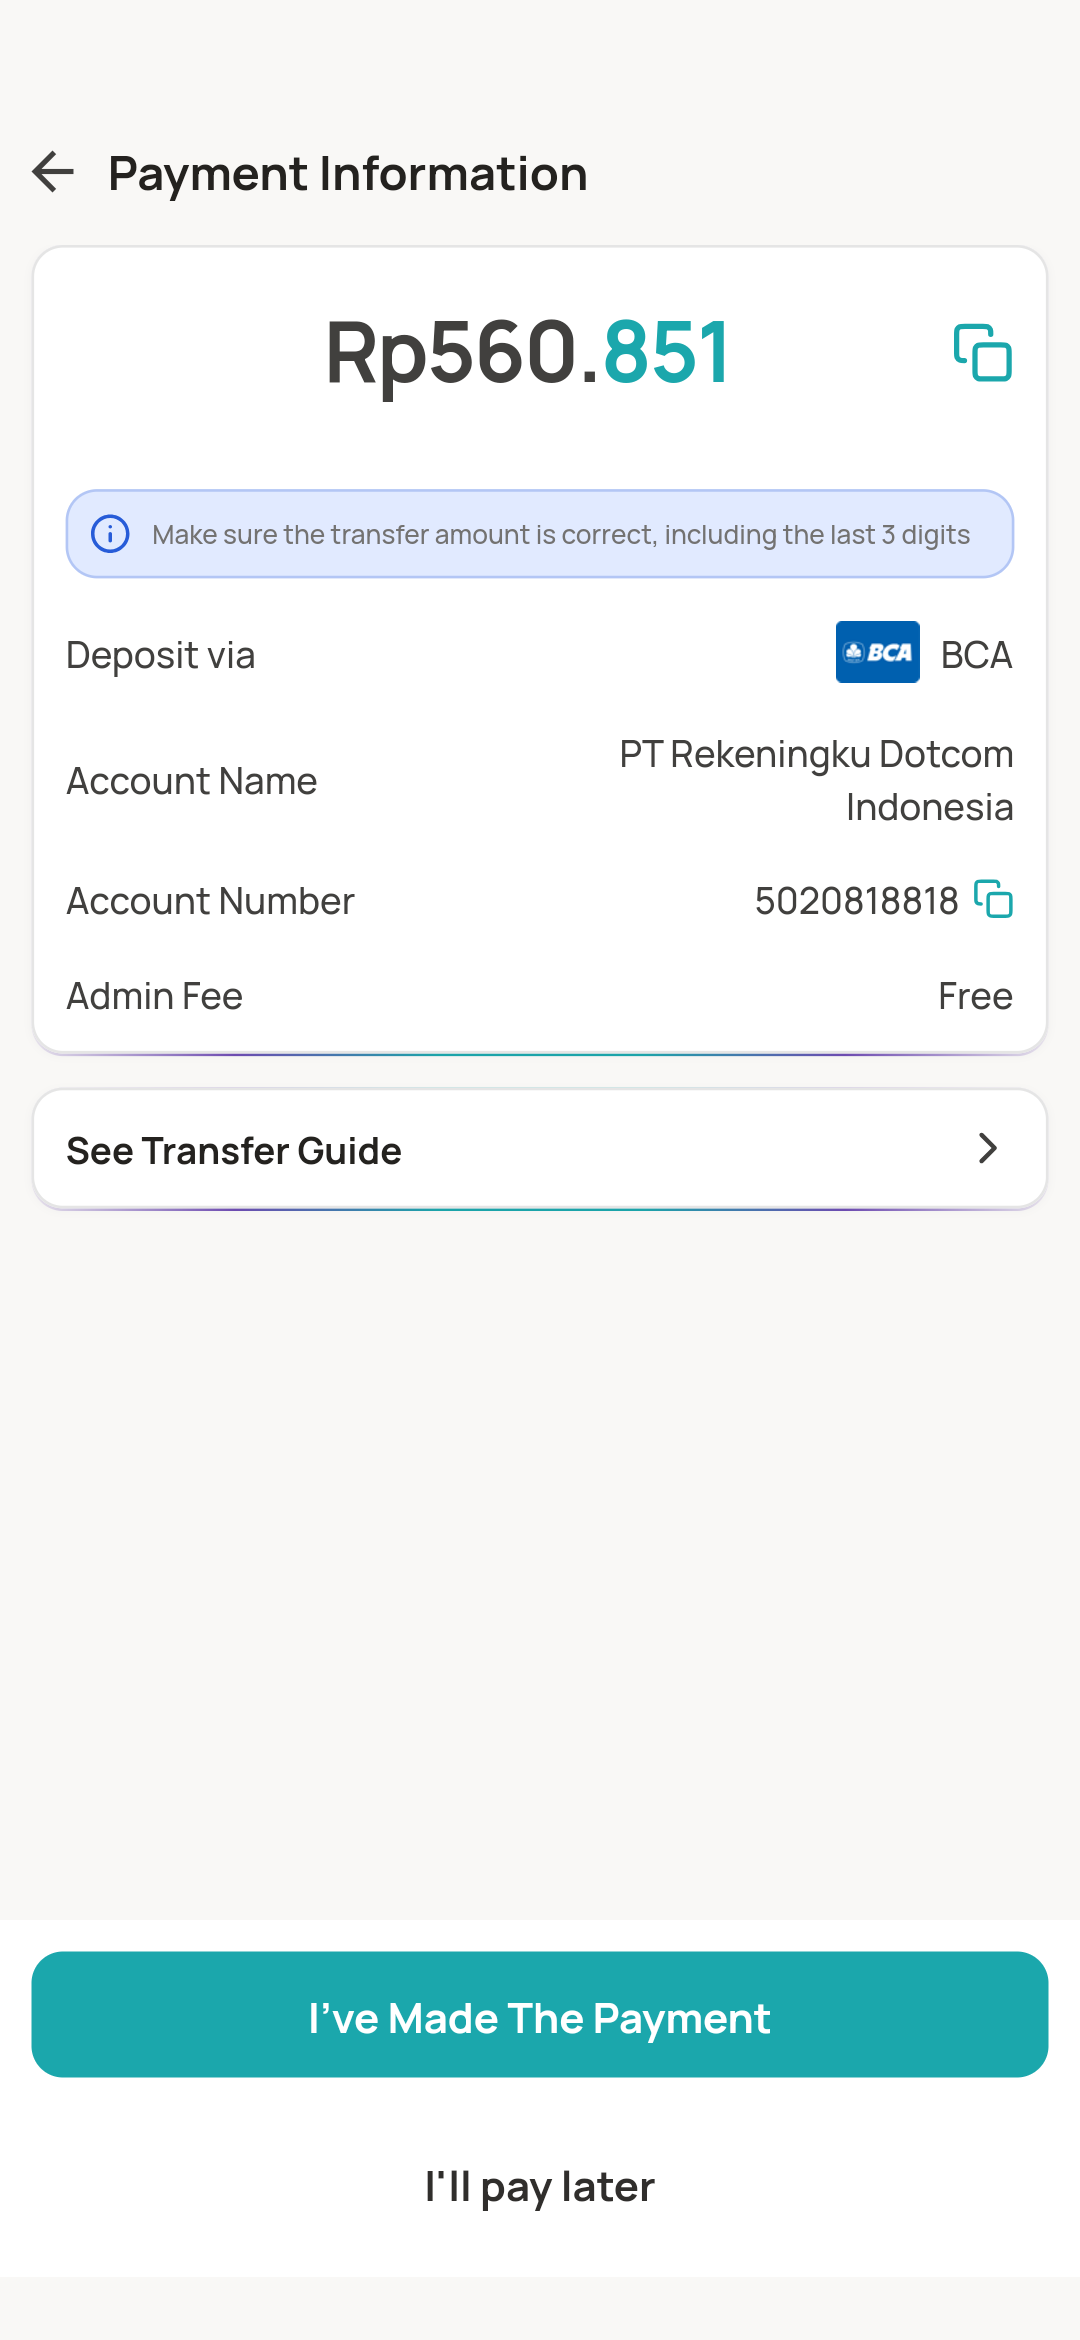 Payment Information
Rp560.851
Make sure the transfer amount is correct, including the last 3 digits
Deposit via
BCA BCA
Account Name
PT Rekeningku Dotcom
Indonesia
Account Number
5020818818
Admin Fee
Free
See Transfer Guide
I’ve Made The Payment
I'll pay later